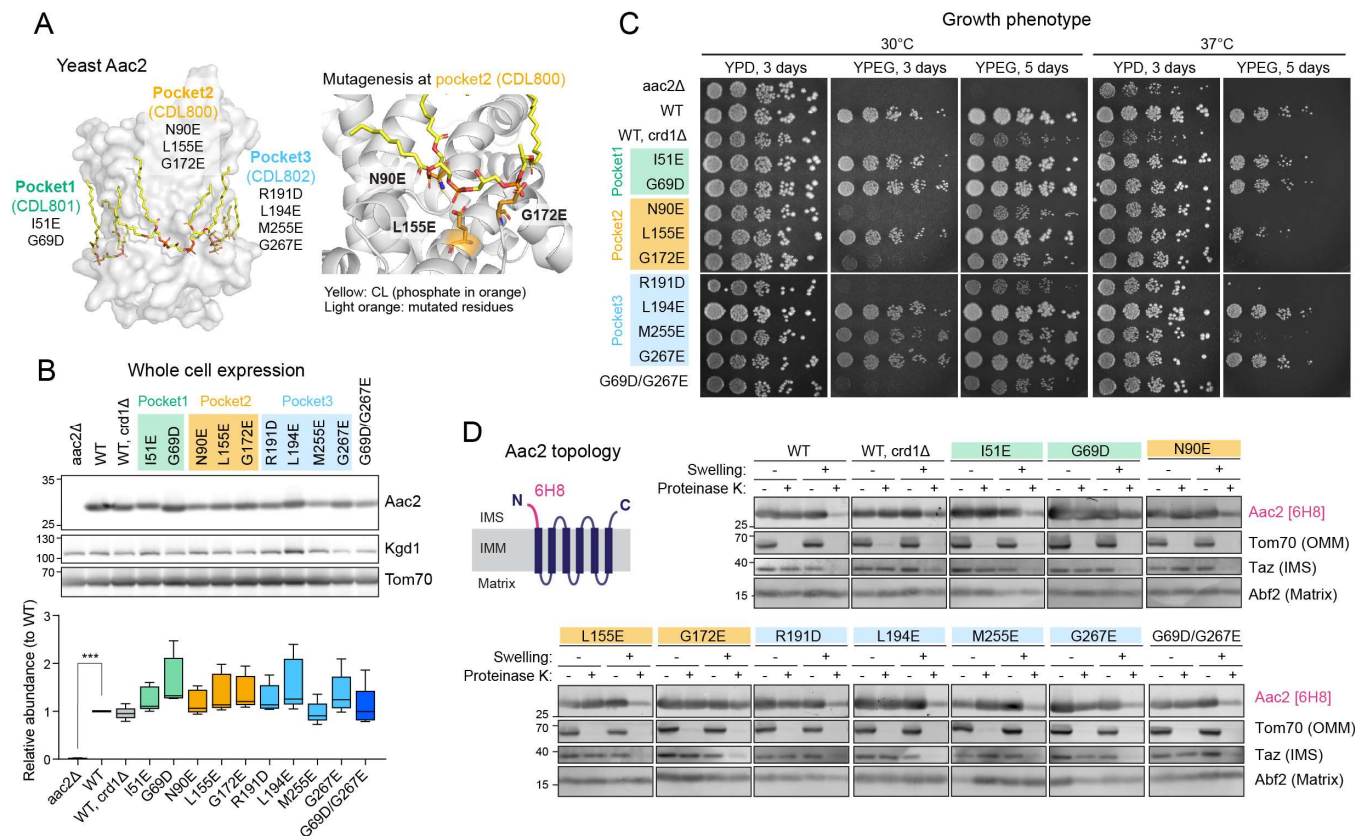 A
Yeast Aac2
Pocket2
(CDL800)
N90E
L155E
G172E
Pocket1
(CDL801)
I51E
G69D
Pocket3
(CDL802)
R191D
L194E
M255E
G267E
Mutagenesis at pocket2 (CDL800)
N90E
L155E
G172E
Yellow: CL (phosphate in orange)
Light orange: mutated residues
B
Whole cell expression
Pocket1 Pocket2 Pocket3
aac2Δ WT WT, crd1Δ I51E G69D N90E L155E G172E R191D L194E M255E G267E G69D/G267E
37
25
Aac2
130
100
Kgd1
70
55
Tom70
Relative abundance (to WT)
3
2
1
0
***
aac2Δ WT WT, crd1Δ I51E G69D N90E L155E G172E R191D L194E M255E G267E G69D/G267E
C
Growth phenotype
30°C 37°C
YPD, 3 days YPEG, 3 days YPEG, 5 days YPD, 3 days YPEG, 5 days
aac2Δ
WT
WT, crd1Δ
Pocket1
I51E
G69D
Pocket2
N90E
L155E
G172E
Pocket3
R191D
L194E
M255E
G267E
G69D/G267E
D
Aac2 topology
6H8
N C
IMS
IMM
Matrix
WT WT, crd1Δ I51E G69D N90E
Swelling: - + - + - + - + - +
Proteinase K: - + - + - + - + - + - + - + - + - + - +
25
Aac2 [6H8]
70
Tom70 (OMM)
40
Taz (IMS)
15
Abf2 (Matrix)
L155E G172E R191D L194E M255E G267E G69D/G267E
Swelling: - + - + - + - + - + - + - +
Proteinase K: - + - + - + - + - + - + - + - + - + - + - + - + - + - +
25
Aac2 [6H8]
70
Tom70 (OMM)
40
Taz (IMS)
15
Abf2 (Matrix)